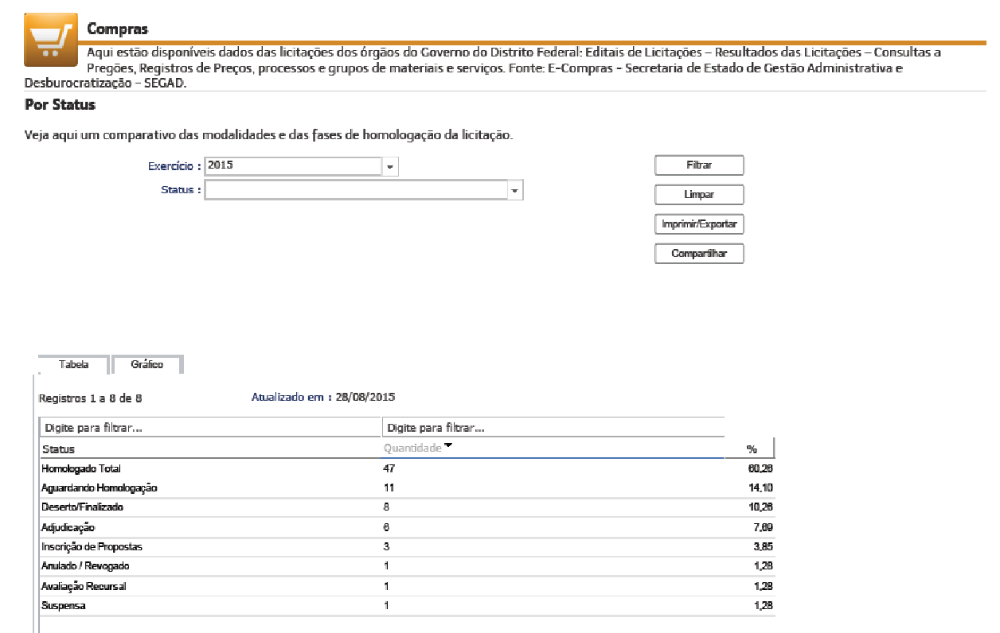 Compras
Aqui estão disponíveis dados das licitações dos órgãos do Governo do Distrito Federal: Editais de Licitações – Resultados das Licitações – Consultas a
Pregões, Registros de Preços, processos e grupos de materiais e serviços. Fonte: E-Compras – Secretaria de Estado de Gestão Administrativa e
Desburocratização – SEGAD.
Por Status
Veja aqui um comparativo das modalidades e das fases de homologação da licitação.
Exercício : 2015 Filtrar
Status : Limpar
Imprimir/Exportar
Compartilhar
Tabela Gráfico
Registros 1 a 8 de 8 Atualizado em : 28/08/2015
Digite para filtrar... Digite para filtrar...
Status Quantidade %
Homologado Total 47 60,26
Aguardando Homologação 11 14,10
Deserto/Finalizado 8 10,26
Adjudicação 6 7,69
Inscrição de Propostas 3 3,85
Anulado / Revogado 1 1,28
Avaliação Recursal 1 1,28
Suspensa 1 1,28